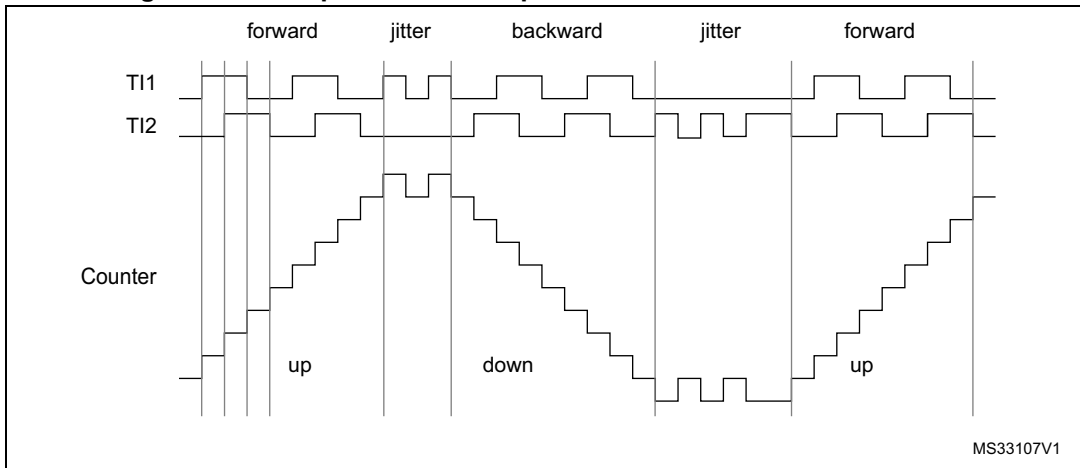 forward jitter backward jitter forward
TI1
TI2
Counter
up down up
MS33107V1